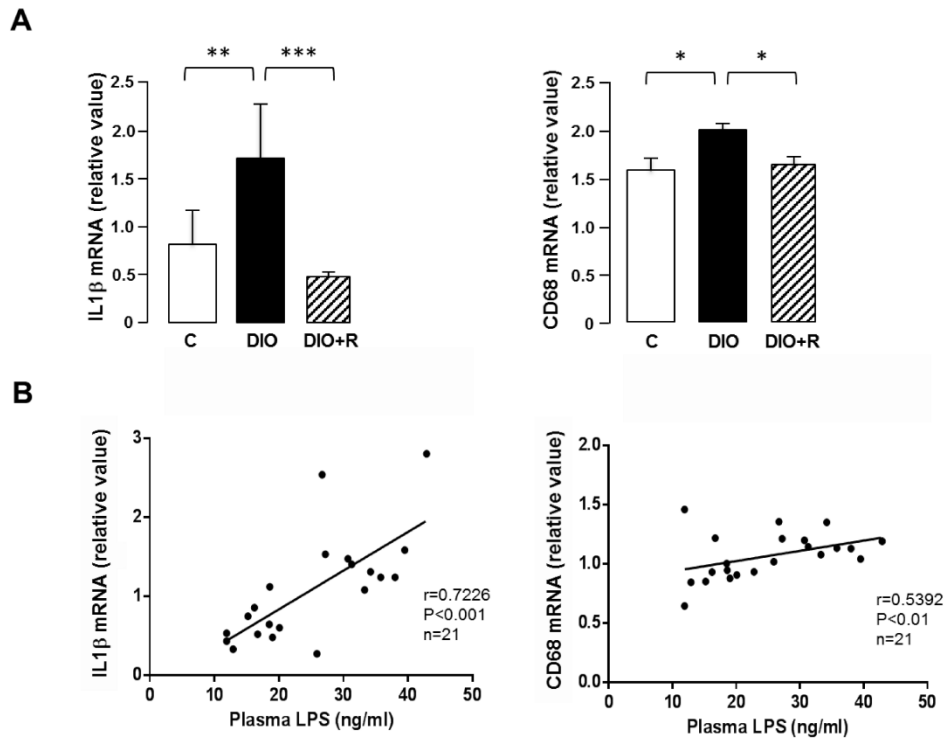 A
** ***
IL1β mRNA (relative value)
2.5
2.0
1.5
1.0
0.5
0
C DIO DIO+R
* *
CD68 mRNA (relative value)
2.5
2.0
1.5
1.0
0.5
0
C DIO DIO+R
B
IL1β mRNA (relative value)
3
2
1
0
0 10 20 30 40 50
Plasma LPS (ng/ml)
r=0.7226
P<0.001
n=21
CD68 mRNA (relative value)
2.0
1.5
1.0
0.5
0.0
0 10 20 30 40 50
Plasma LPS (ng/ml)
r=0.5392
P<0.01
n=21